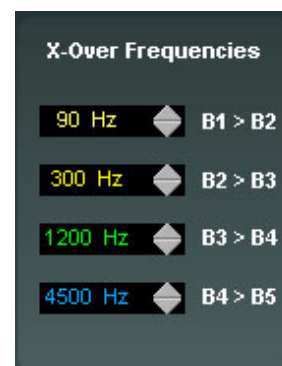 X-Over Frequencies
90 Hz B1 > B2
300 Hz B2 > B3
1200 Hz B3 > B4
4500 Hz B4 > B5